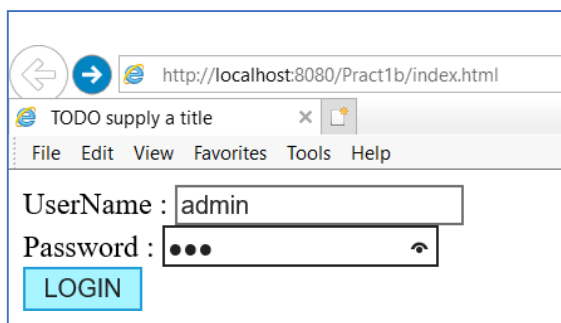 http://localhost:8080/Pract1b/index.html
TODO supply a title
File Edit View Favorites Tools Help
UserName : admin
Password : ●●●
LOGIN